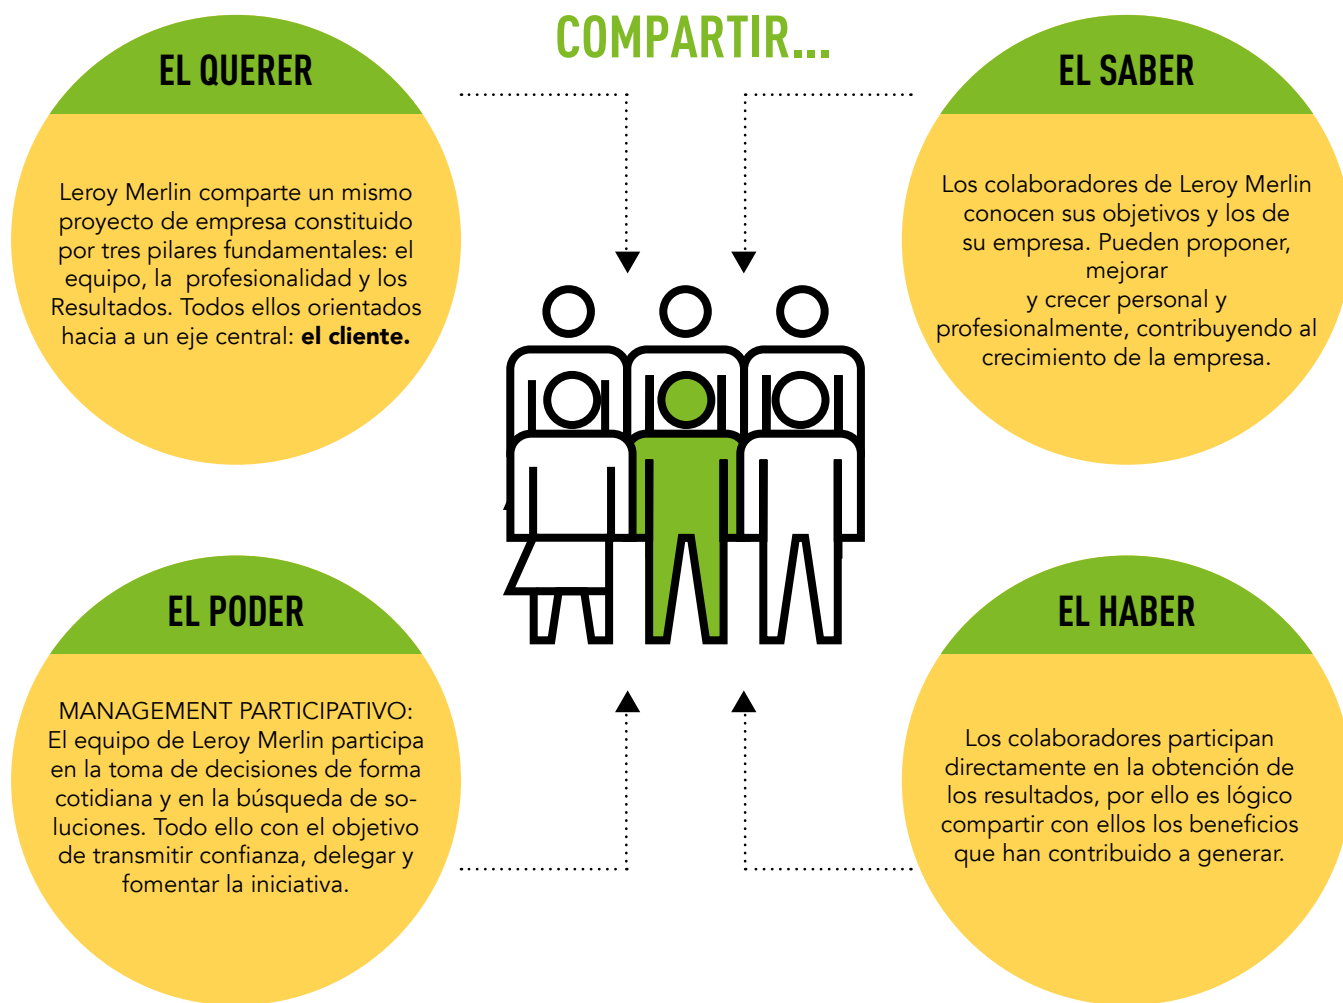 COMPARTIR...
EL QUERER
Leroy Merlin comparte un mismo
proyecto de empresa constituido
por tres pilares fundamentales: el
equipo, la  profesionalidad y los
Resultados. Todos ellos orientados
hacia a un eje central: el cliente.
EL SABER
Los colaboradores de Leroy Merlin
conocen sus objetivos y los de
su empresa. Pueden proponer,
mejorar
y crecer personal y
profesionalmente, contribuyendo al
crecimiento de la empresa.
EL PODER
MANAGEMENT PARTICIPATIVO:
El equipo de Leroy Merlin participa
en la toma de decisiones de forma
cotidiana y en la búsqueda de so-
luciones. Todo ello con el objetivo
de transmitir confianza, delegar y
fomentar la iniciativa.
EL HABER
Los colaboradores participan
directamente en la obtención de
los resultados, por ello es lógico
compartir con ellos los beneficios
que han contribuido a generar.